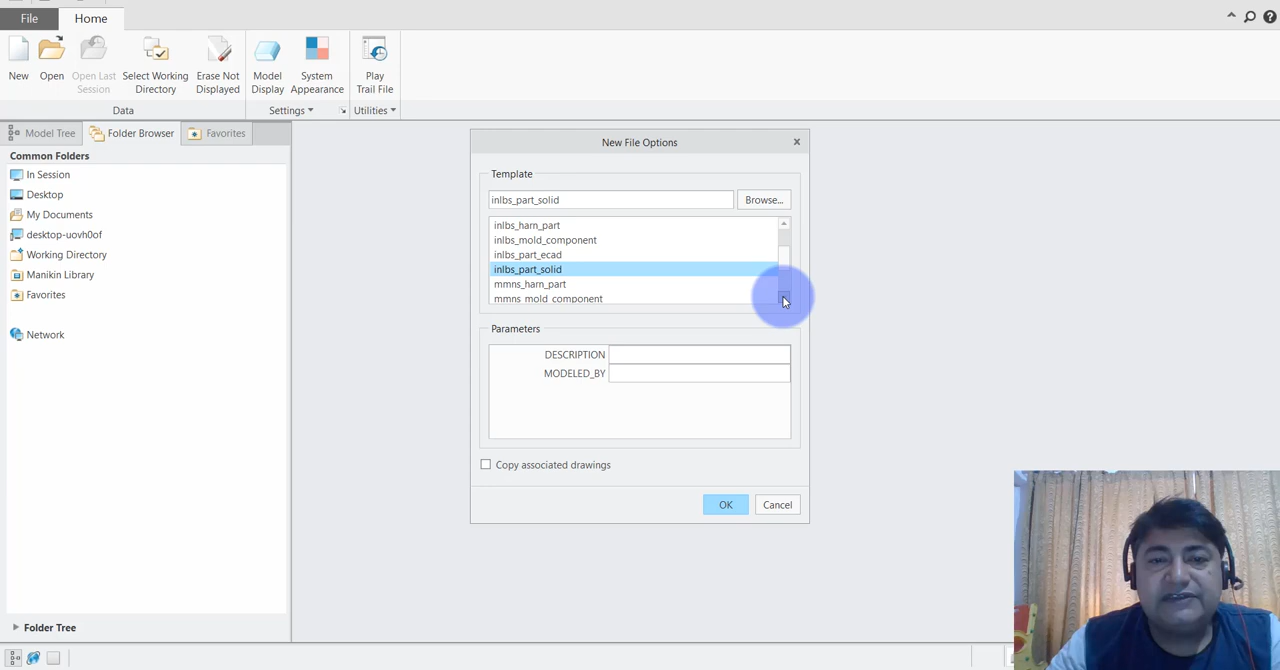 File
Home
New
Open
Open Last Session
Select Working Directory
Erase Not Displayed
Model Display
System Appearance
Play Trail File
Data
Settings
Utilities
Model Tree
Folder Browser
Favorites
Common Folders
In Session
Desktop
My Documents
desktop-uovh0of
Working Directory
Manikin Library
Favorites
Network
Folder Tree
New File Options
Template
inlbs_part_solid
Browse...
inlbs_harn_part
inlbs_mold_component
inlbs_part_ecad
inlbs_part_solid
mmns_harn_part
mmns_mold_component
Parameters
DESCRIPTION
MODELED_BY
Copy associated drawings
OK
Cancel